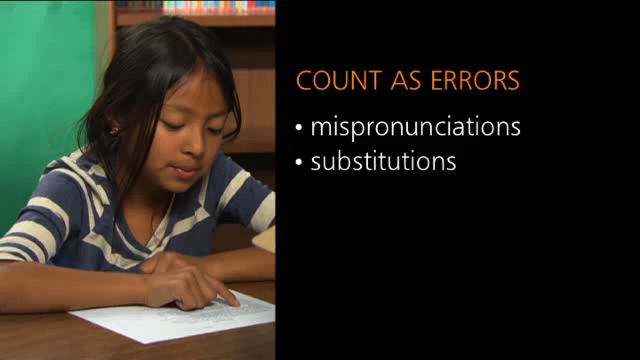 COUNT AS ERRORS
• mispronunciations
• substitutions